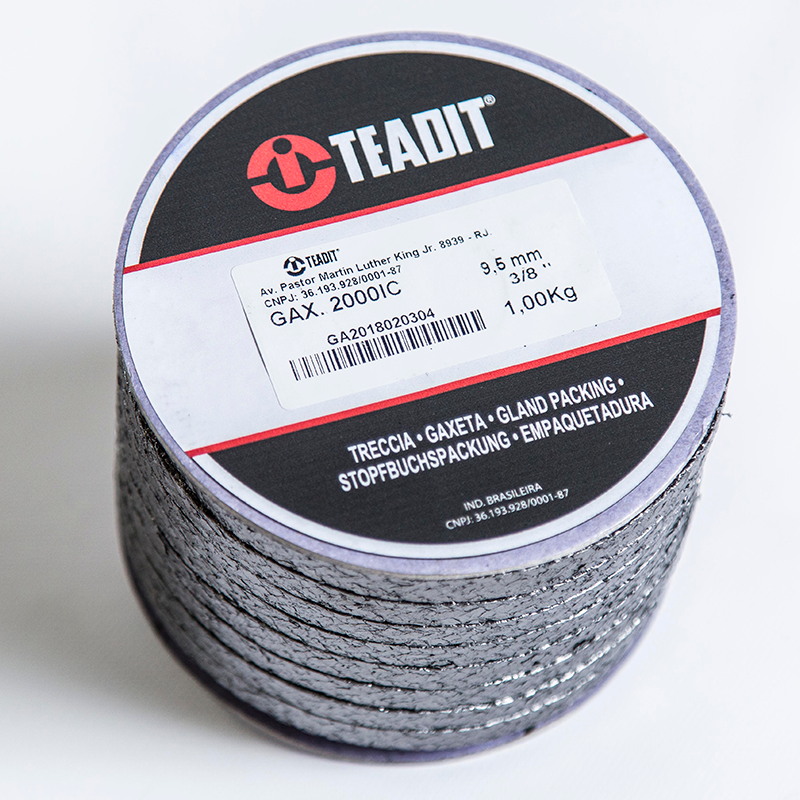 TEADIT®
TEADIT®
Av. Pastor Martin Luther King Jr. 8939 - RJ.
CNPJ: 36.193.928/0001-87
GAX. 2000IC
9,5 mm
3/8 ''
1,00Kg
GA2018020304
TRECCIA • GAXETA • GLAND PACKING •
STOPFBUCHSPACKUNG • EMPAQUETADURA
IND. BRASILEIRA
CNPJ: 36.193.928/0001-87